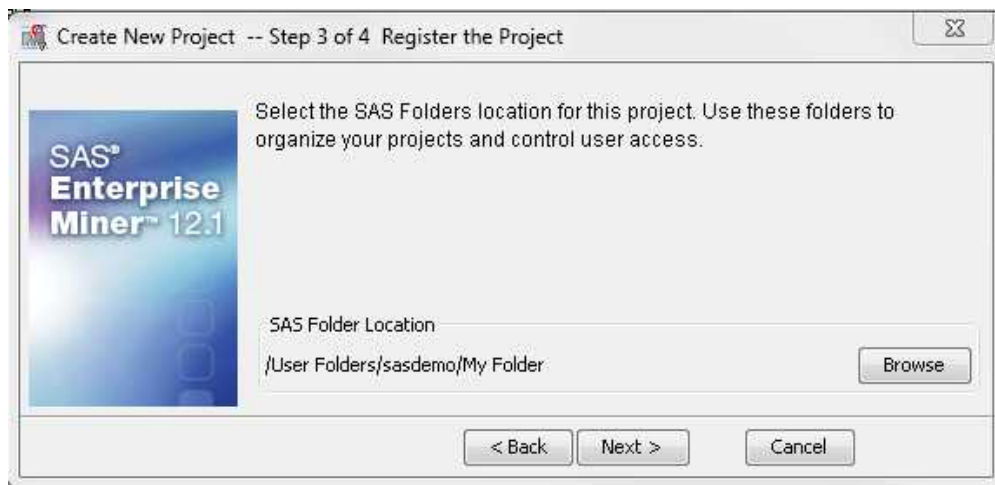 Create New Project -- Step 3 of 4 Register the Project
Select the SAS Folders location for this project. Use these folders to
organize your projects and control user access.
SAS®
Enterprise
Miner™ 12.1
SAS Folder Location
/User Folders/sasdemo/My Folder
Browse
< Back
Next >
Cancel